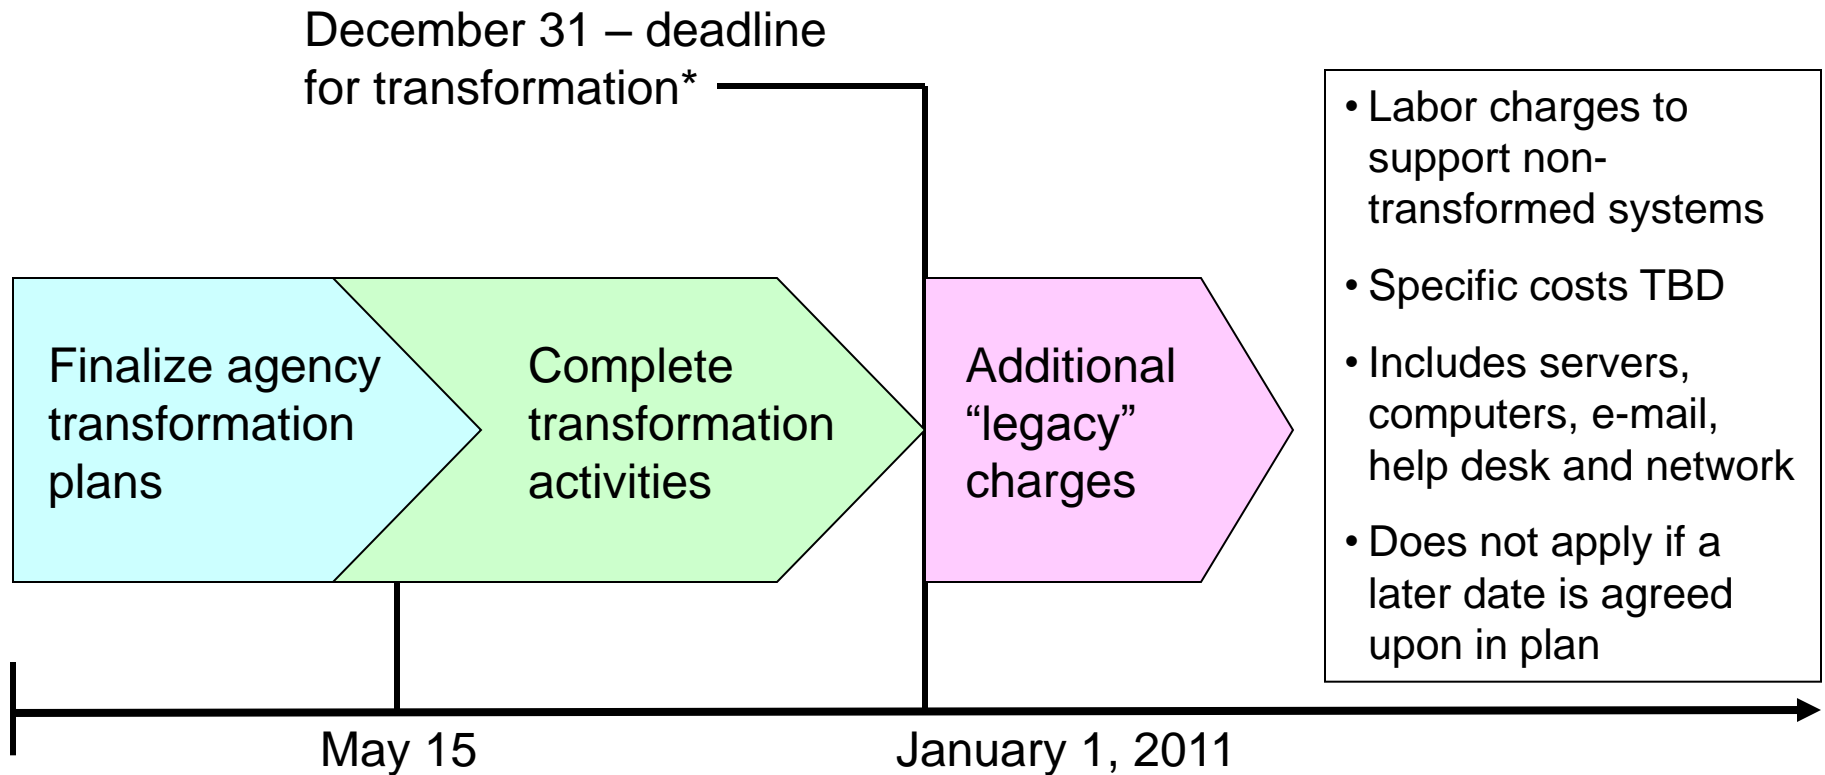 December 31 – deadline
for transformation*
Finalize agency
transformation
plans
Complete
transformation
activities
Additional
“legacy”
charges
• Labor charges to
support non-
transformed systems
• Specific costs TBD
• Includes servers,
computers, e-mail,
help desk and network
• Does not apply if a
later date is agreed
upon in plan
May 15
January 1, 2011